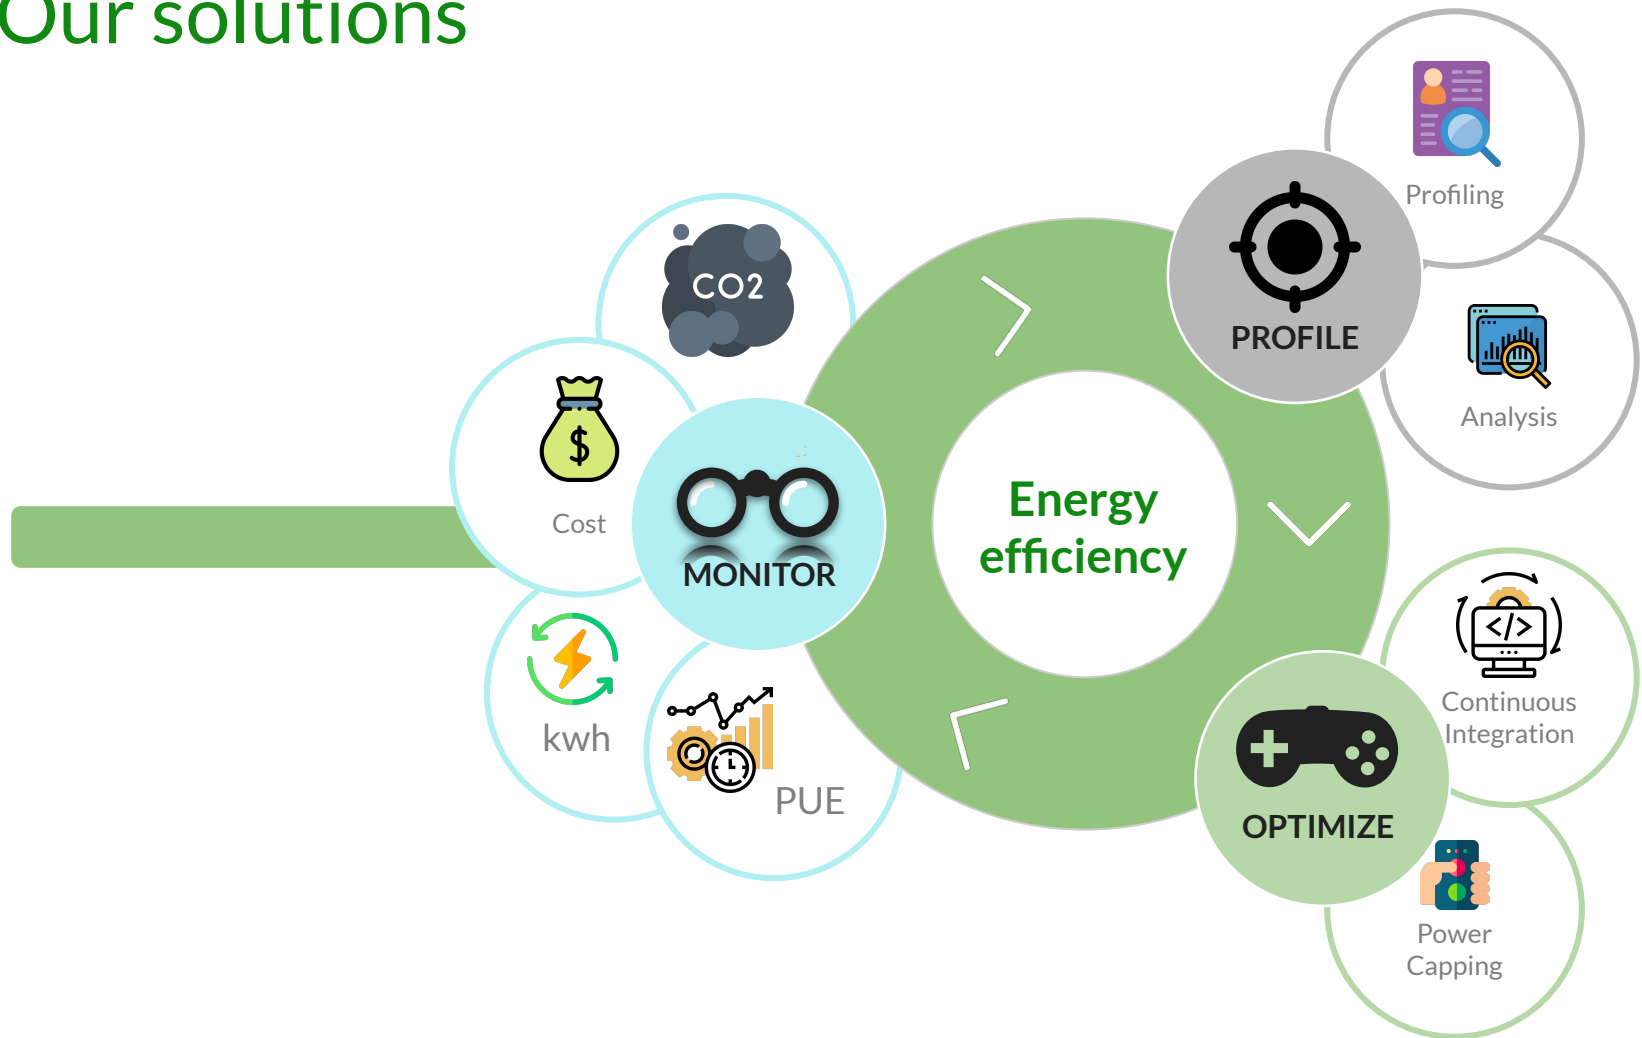 Our solutions
CO2
$
Cost
MONITOR
kwh
PUE
Energy
efficiency
PROFILE
Profiling
Analysis
</>
Continuous
Integration
OPTIMIZE
Power
Capping